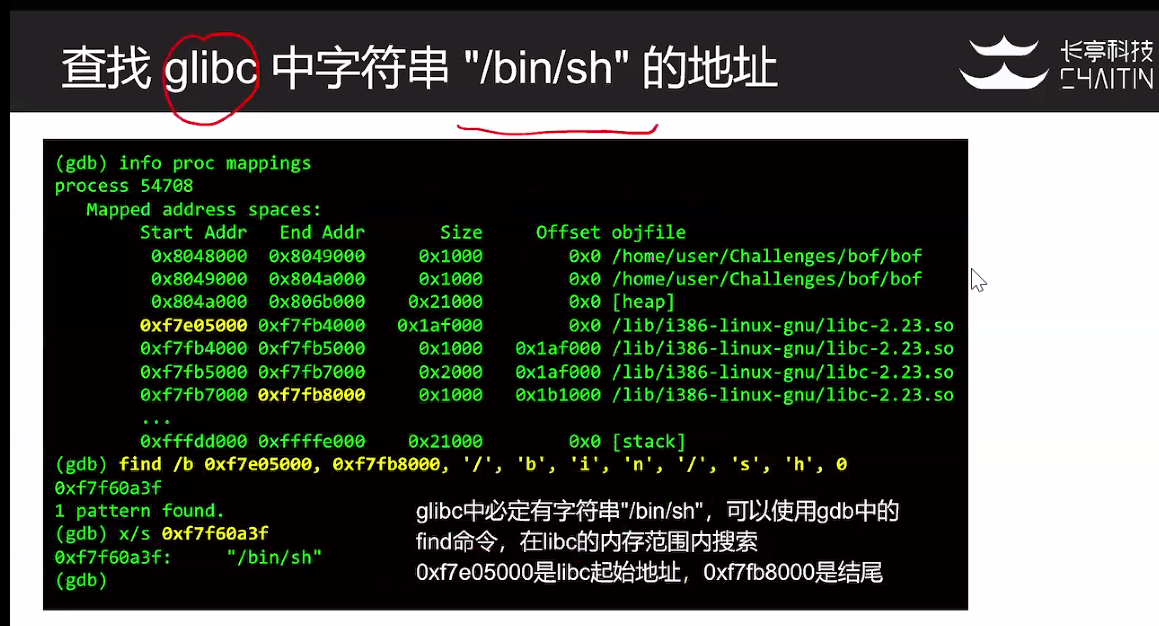 查找 glibc 中字符串 "/bin/sh" 的地址
长亭科技
CHAITIN
(gdb) info proc mappings
process 54708
Mapped address spaces:
Start Addr End Addr Size Offset objfile
0x8048000 0x8049000 0x1000 0x0 /home/user/Challenges/bof/bof
0x8049000 0x804a000 0x1000 0x0 /home/user/Challenges/bof/bof
0x804a000 0x806b000 0x21000 0x0 [heap]
0xf7e05000 0xf7fb4000 0x1af000 0x0 /lib/i386-linux-gnu/libc-2.23.so
0xf7fb4000 0xf7fb5000 0x1000 0x1af000 /lib/i386-linux-gnu/libc-2.23.so
0xf7fb5000 0xf7fb7000 0x2000 0x1af000 /lib/i386-linux-gnu/libc-2.23.so
0xf7fb7000 0xf7fb8000 0x1000 0x1b1000 /lib/i386-linux-gnu/libc-2.23.so
...
0xfffdd000 0xffffe000 0x21000 0x0 [stack]
(gdb) find /b 0xf7e05000, 0xf7fb8000, '/', 'b', 'i', 'n', '/', 's', 'h', 0
0xf7f60a3f
1 pattern found.
(gdb) x/s 0xf7f60a3f
0xf7f60a3f: "/bin/sh"
(gdb)
glibc中必定有字符串"/bin/sh"，可以使用gdb中的
find命令，在libc的内存范围内搜索
0xf7e05000是libc起始地址，0xf7fb8000是结尾